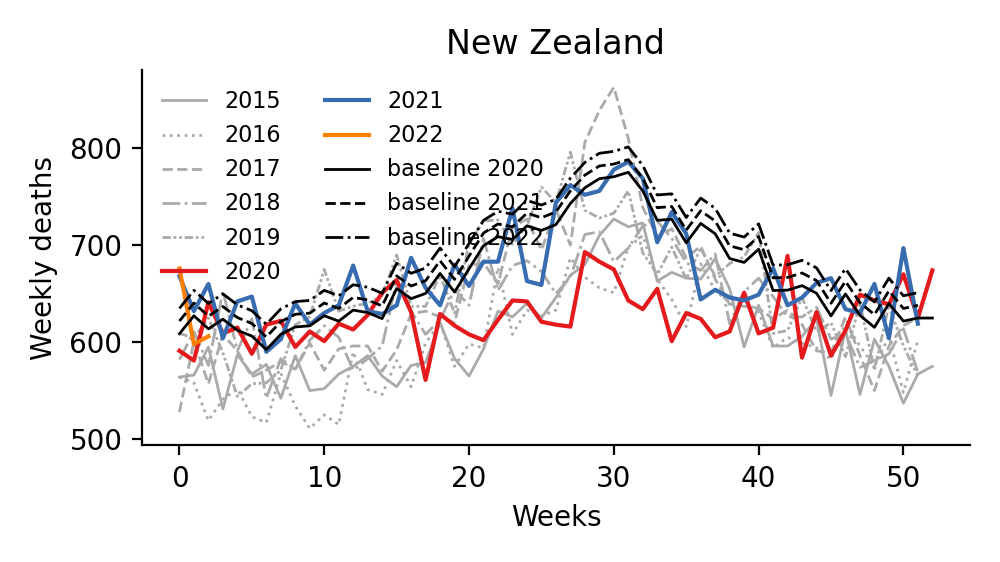 New Zealand
Weekly deaths
800
700
600
500
2015
2016
2017
2018
2019
2020
2021
2022
baseline 2020
baseline 2021
baseline 2022
0 10 20 30 40 50
Weeks